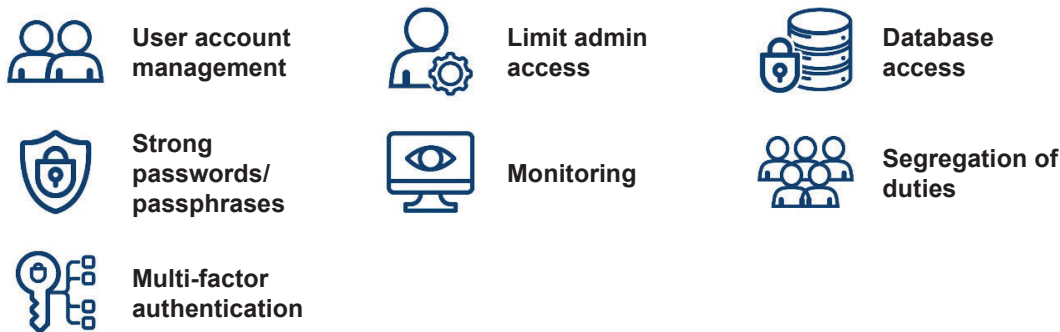 User account
management
Limit admin
access
Database
access
Strong
passwords/
passphrases
Monitoring
Segregation of
duties
Multi-factor
authentication